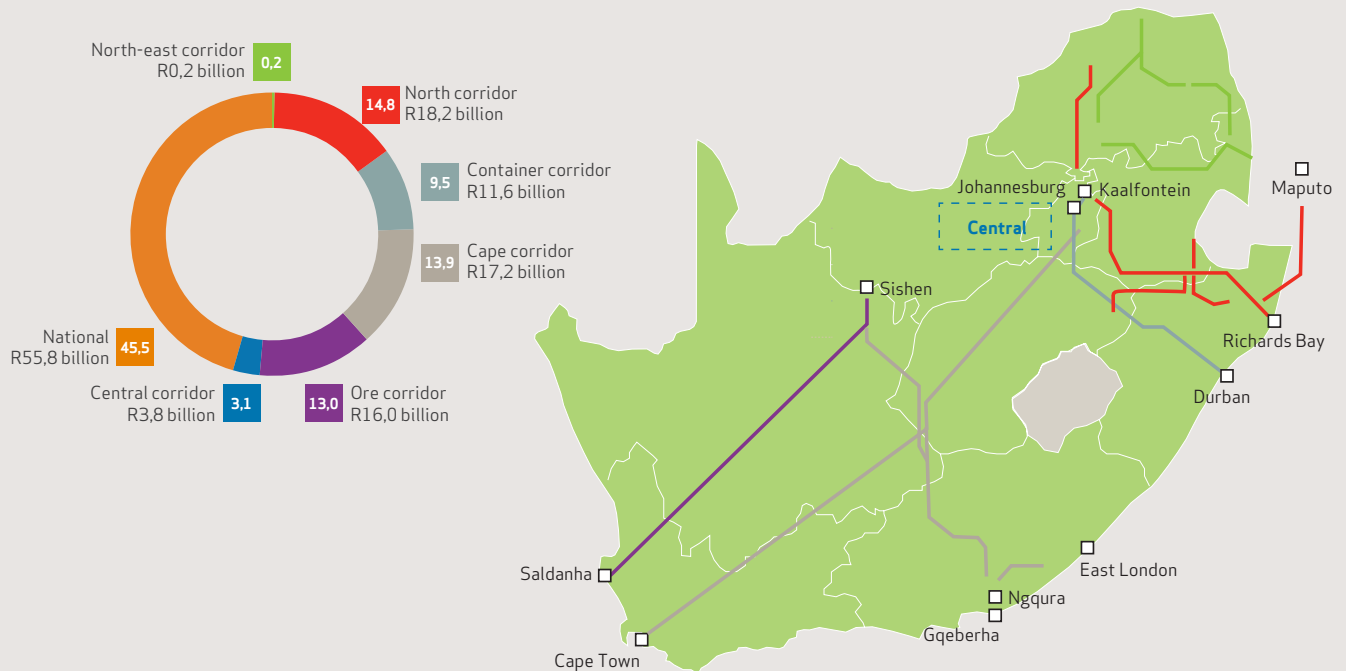 North-east corridor
R0,2 billion
0,2
14,8
North corridor
R18,2 billion
9,5
Container corridor
R11,6 billion
13,9
Cape corridor
R17,2 billion
National
R55,8 billion
45,5
Central corridor
R3,8 billion
3,1
13,0
Ore corridor
R16,0 billion
Johannesburg
Kaalfontein
Maputo
Central
Sishen
Richards Bay
Durban
Saldanha
East London
Ngqura
Gqeberha
Cape Town